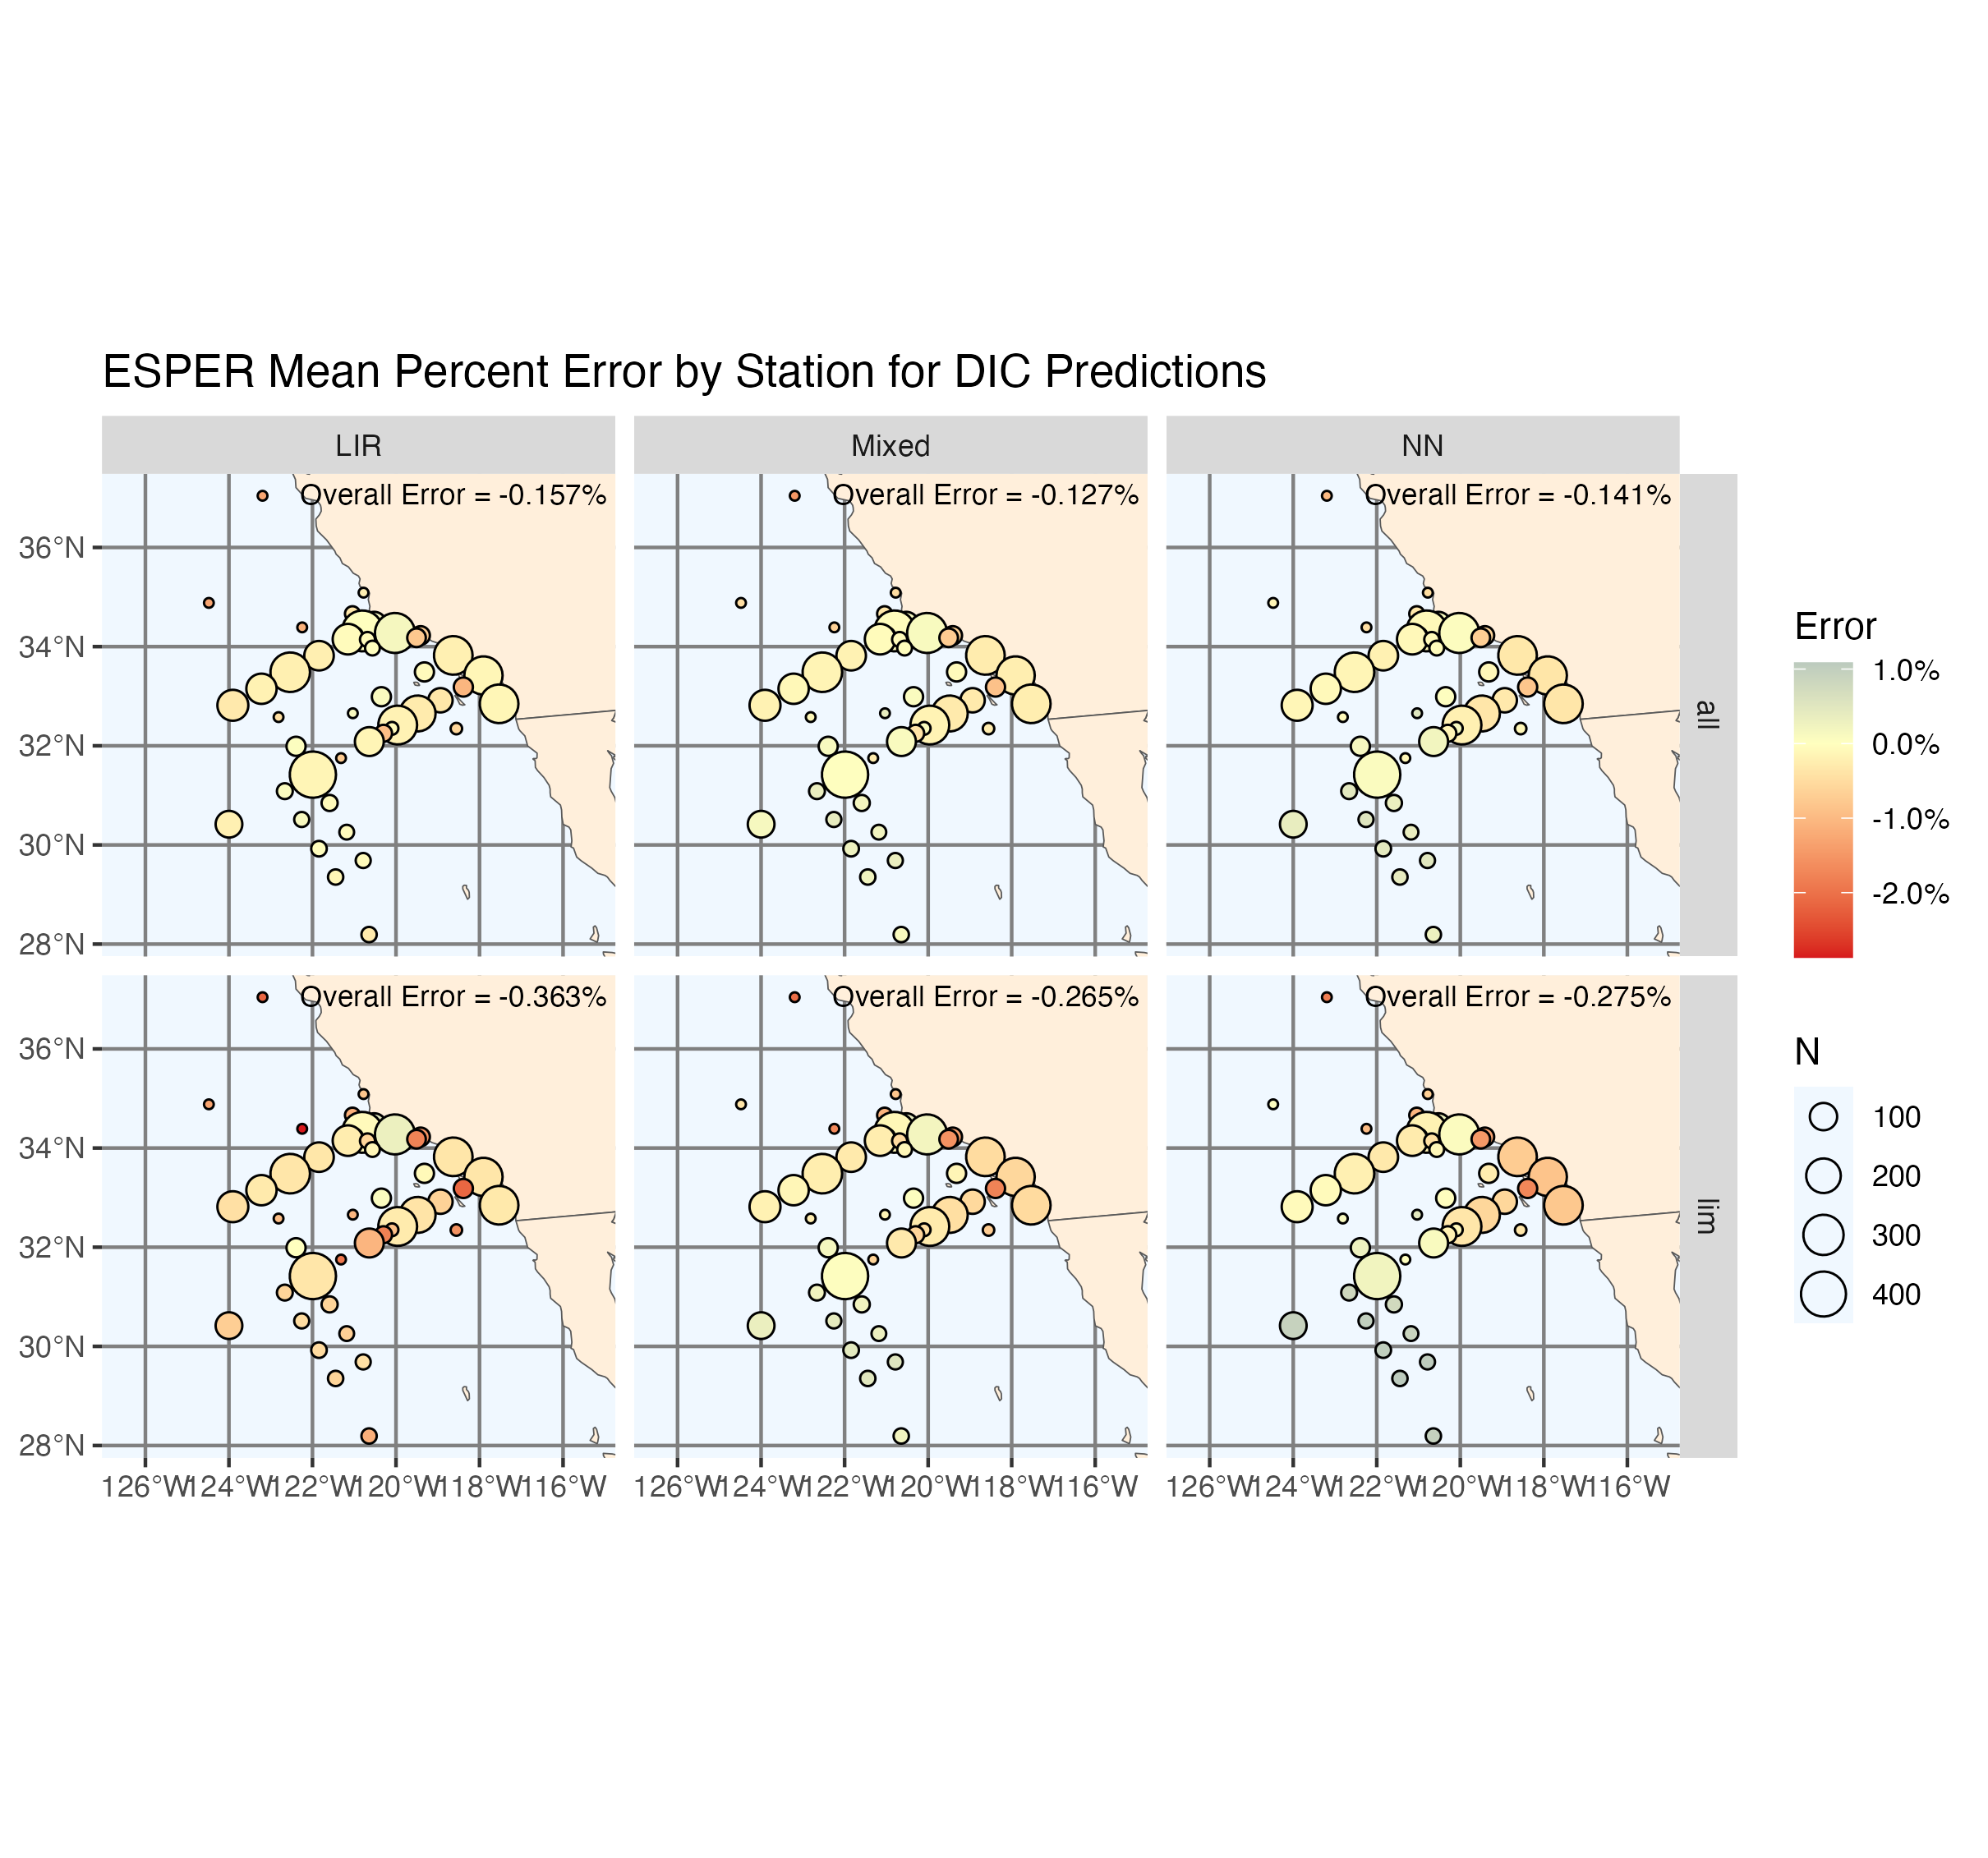 ESPER Mean Percent Error by Station for DIC Predictions
LIR Mixed NN
Overall Error = -0.157% Overall Error = -0.127% Overall Error = -0.141%
36°N
34°N
32°N
30°N
28°N
all
Overall Error = -0.363% Overall Error = -0.265% Overall Error = -0.275%
36°N
34°N
32°N
30°N
28°N
lim
126°W 124°W 122°W 120°W 118°W 116°W 126°W 124°W 122°W 120°W 118°W 116°W 126°W 124°W 122°W 120°W 118°W 116°W
Error
1.0%
0.0%
-1.0%
-2.0%
N
100
200
300
400